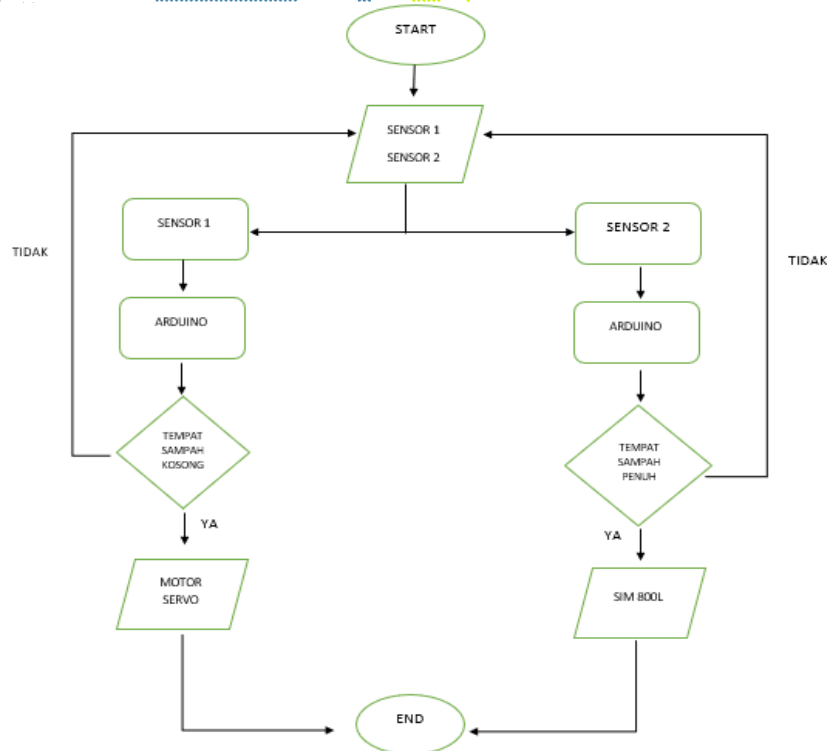 START
SENSOR 1
SENSOR 2
SENSOR 1
SENSOR 2
TIDAK
TIDAK
ARDUINO
ARDUINO
TEMPAT
SAMPAH
KOSONG
TEMPAT
SAMPAH
PENUH
YA
YA
MOTOR
SERVO
SIM 800L
END